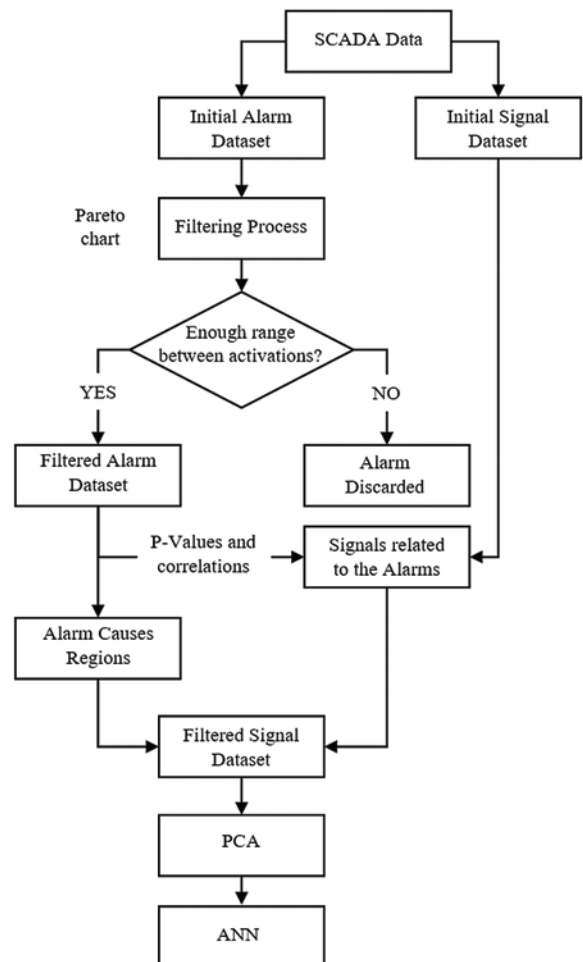 SCADA Data
Initial Alarm
Dataset
Initial Signal
Dataset
Pareto
chart
Filtering Process
Enough range
between activations?
YES
NO
Filtered Alarm
Dataset
Alarm
Discarded
P-Values and
correlations
Signals related
to the Alarms
Alarm Causes
Regions
Filtered Signal
Dataset
PCA
ANN